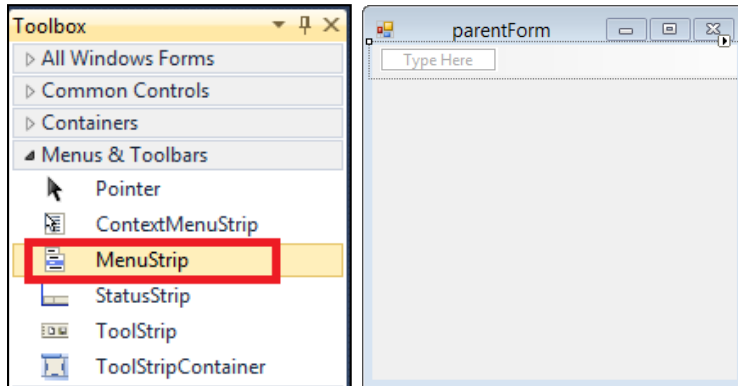 Toolbox
All Windows Forms
Common Controls
Containers
Menus & Toolbars
Pointer
ContextMenuStrip
MenuStrip
StatusStrip
ToolStrip
ToolStripContainer
parentForm
Type Here